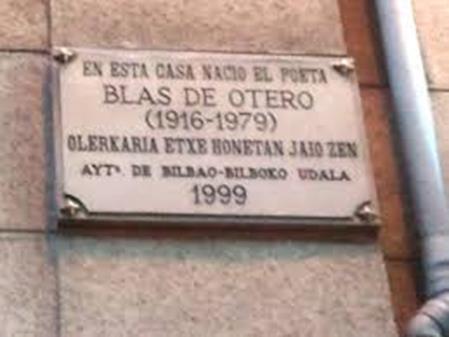 EN ESTA CASA NACIO EL POETA
BLAS DE OTERO
(1916-1979)
OLERKARIA ETXE HONETAN JAIO ZEN
AYTº. DE BILBAO-BILBOKO UDALA
1999